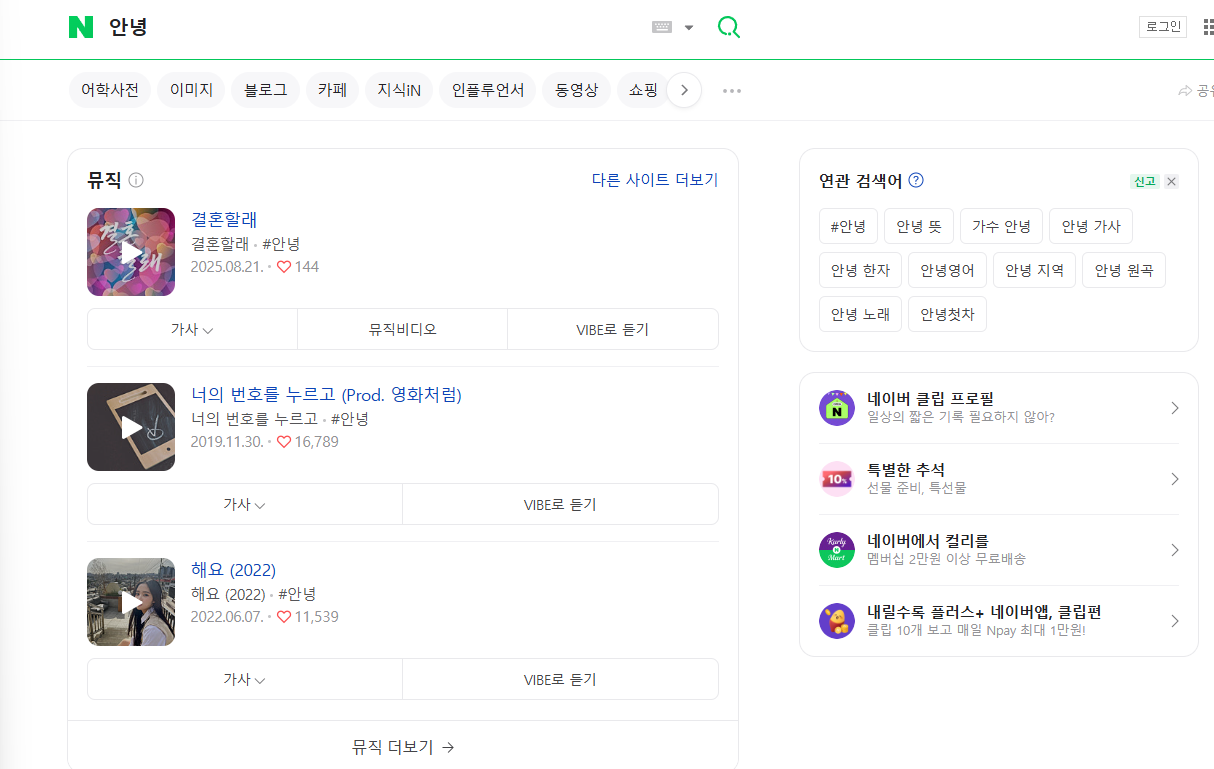 N 안녕
로그인
어학사전 이미지 블로그 카페 지식iN 인플루언서 동영상 쇼핑
뮤직
다른 사이트 더보기
결혼할래
결혼할래 · #안녕
2025.08.21. · 144
가사 뮤직비디오 VIBE로 듣기
너의 번호를 누르고 (Prod. 영화처럼)
너의 번호를 누르고 · #안녕
2019.11.30. · 16,789
가사 VIBE로 듣기
해요 (2022)
해요 (2022) · #안녕
2022.06.07. · 11,539
가사 VIBE로 듣기
뮤직 더보기 →
연관 검색어
신고
#안녕 안녕 뜻 가수 안녕 안녕 가사
안녕 한자 안녕영어 안녕 지역 안녕 원곡
안녕 노래 안녕첫차
N
네이버 클립 프로필
일상의 짧은 기록 필요하지 않아?
10%
특별한 추석
선물 준비, 특선물
Kurly
N
Mart
네이버에서 컬리를
멤버십 2만원 이상 무료배송
내릴수록 플러스+ 네이버앱, 클립편
클립 10개 보고 매일 Npay 최대 1만원!
결혼
할래